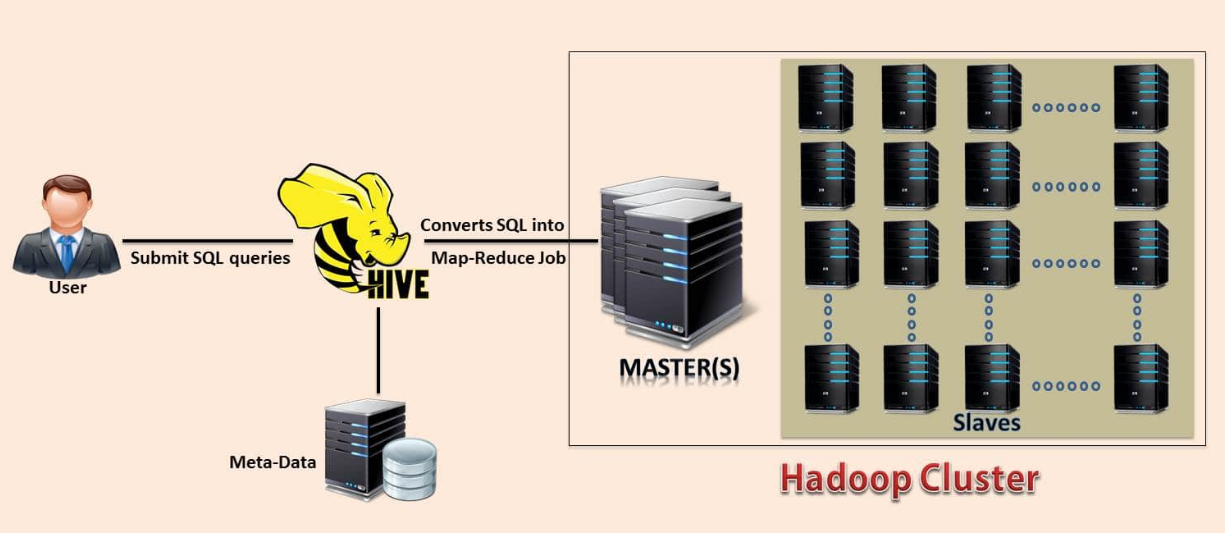 User
Submit SQL queries
HIVE
Converts SQL into
Map-Reduce Job
Meta-Data
MASTER(S)
Slaves
Hadoop Cluster